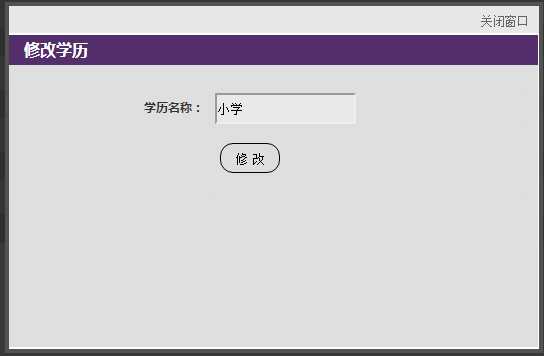 关闭窗口
修改学历
学历名称： 小学
修 改